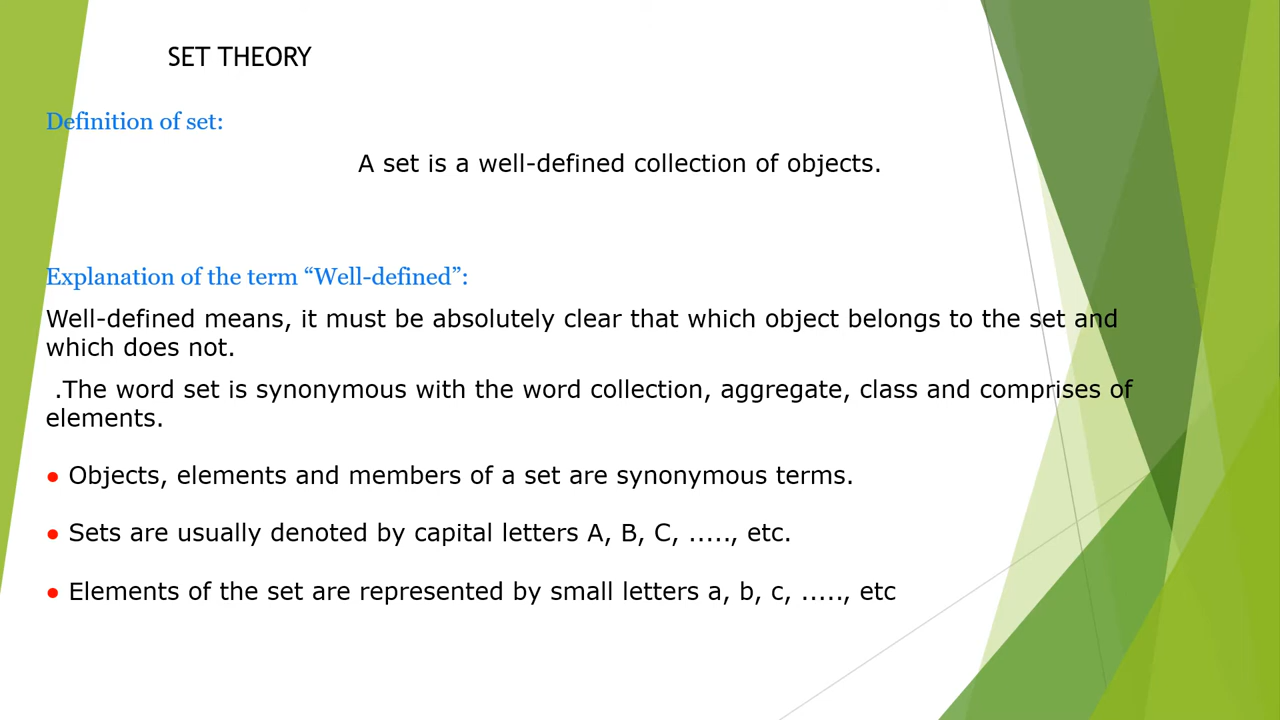 SET THEORY
Definition of set:
A set is a well-defined collection of objects.
Explanation of the term “Well-defined”:
Well-defined means, it must be absolutely clear that which object belongs to the set and
which does not.
.The word set is synonymous with the word collection, aggregate, class and comprises of
elements.
● Objects, elements and members of a set are synonymous terms.
● Sets are usually denoted by capital letters A, B, C, ....., etc.
● Elements of the set are represented by small letters a, b, c, ....., etc